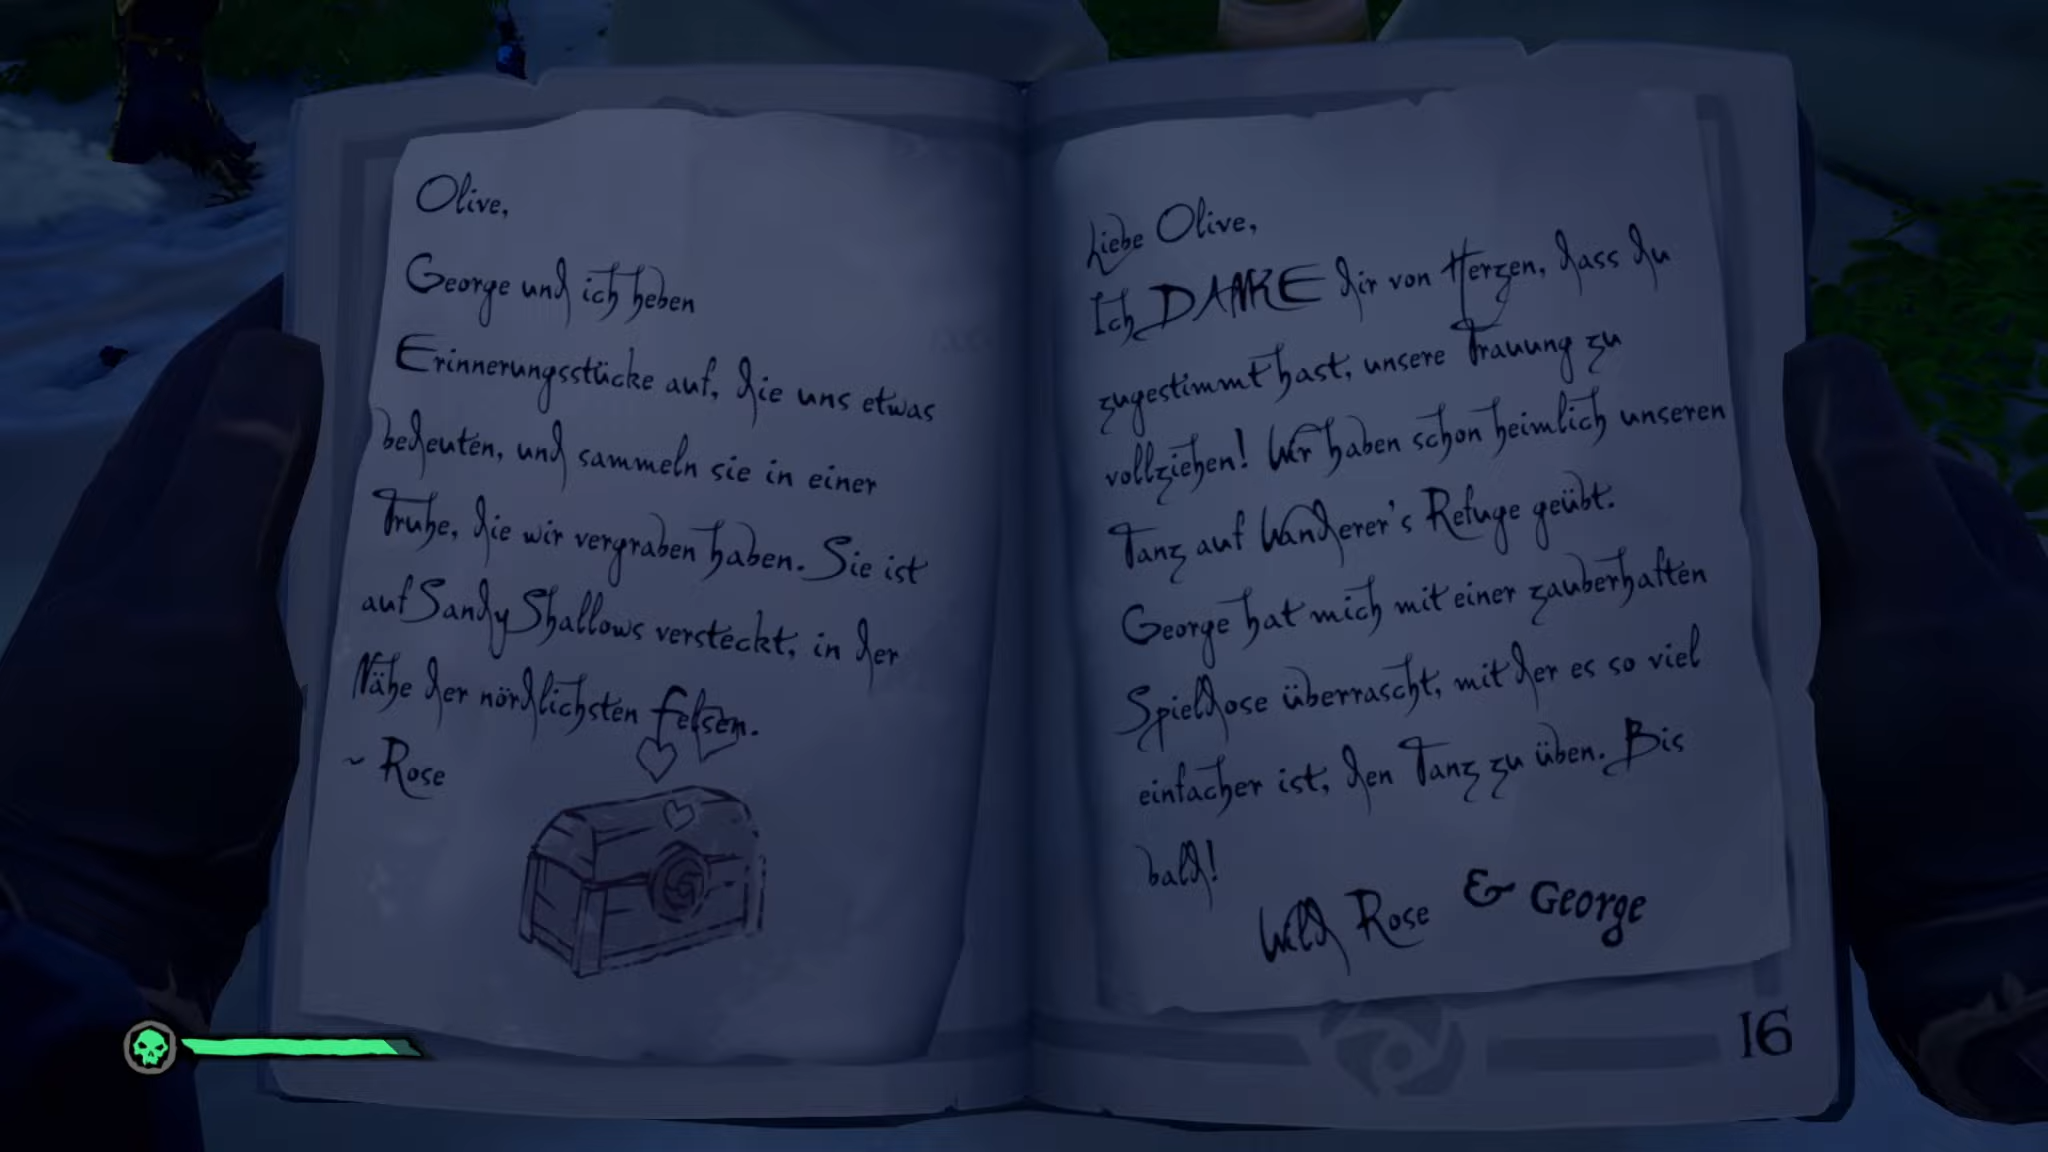 Olive,
George und ich heben
Erinnerungsstücke auf, die uns etwas
bedeuten, und sammeln sie in einer
Truhe, die wir vergraben haben. Sie ist
auf Sandy Shallows versteckt, in der
Nähe der nördlichsten Felsen.
~ Rose
Liebe Olive,
Ich DANKE dir von Herzen, dass du
zugestimmt hast, unsere Trauung zu
vollziehen! Wir haben schon heimlich unseren
Tanz auf Wanderer's Refuge geübt.
George hat mich mit einer zauberhaften
Spieldose überrascht, mit der es so viel
einfacher ist, den Tanz zu üben. Bis
bald!
Wild Rose & George
16